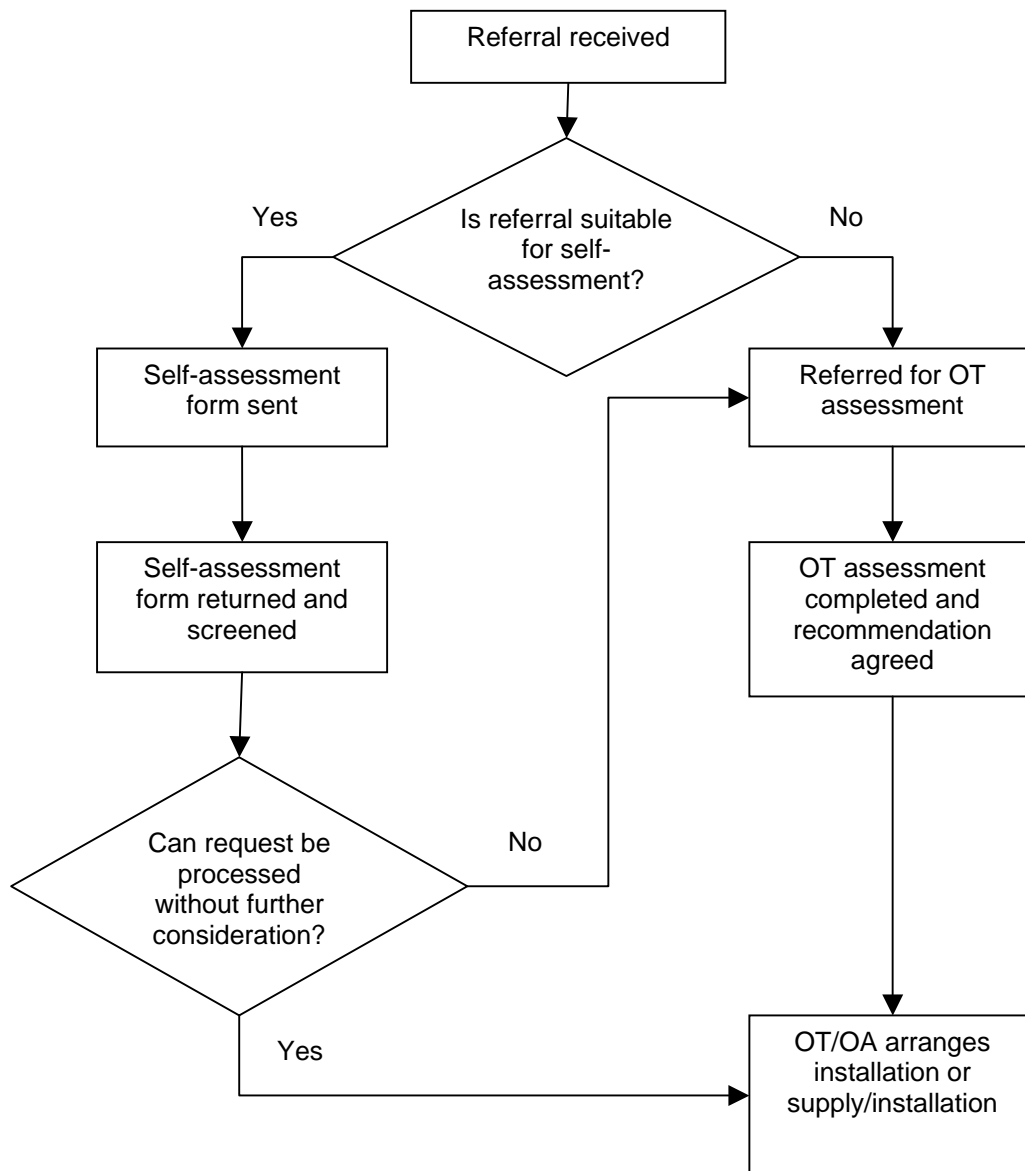 Referral received
Is referral suitable
for self-
assessment?
Yes
No
Self-assessment
form sent
Referred for OT
assessment
Self-assessment
form returned and
screened
OT assessment
completed and
recommendation
agreed
Can request be
processed
without further
consideration?
No
Yes
OT/OA arranges
installation or
supply/installation